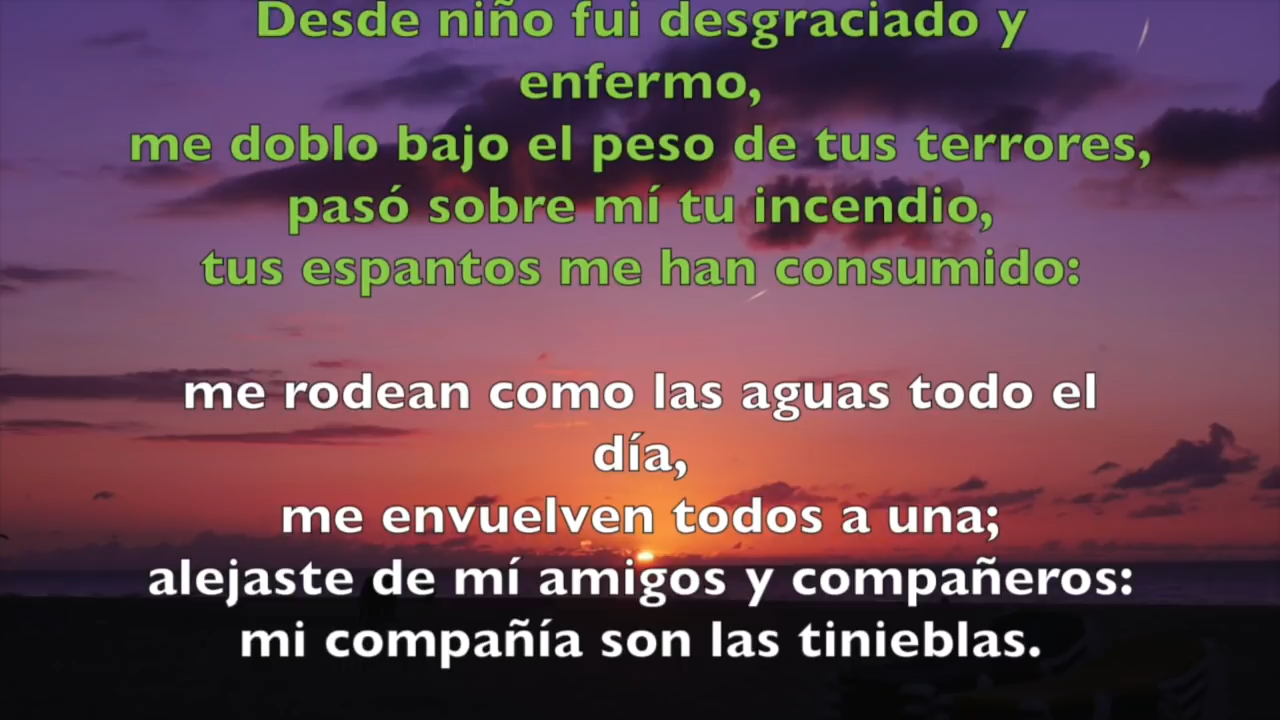 Desde niño fui desgraciado y
enfermo,
me doblo bajo el peso de tus terrores,
pasó sobre mí tu incendio,
tus espantos me han consumido:
me rodean como las aguas todo el
día,
me envuelven todos a una;
alejaste de mí amigos y compañeros:
mi compañía son las tinieblas.